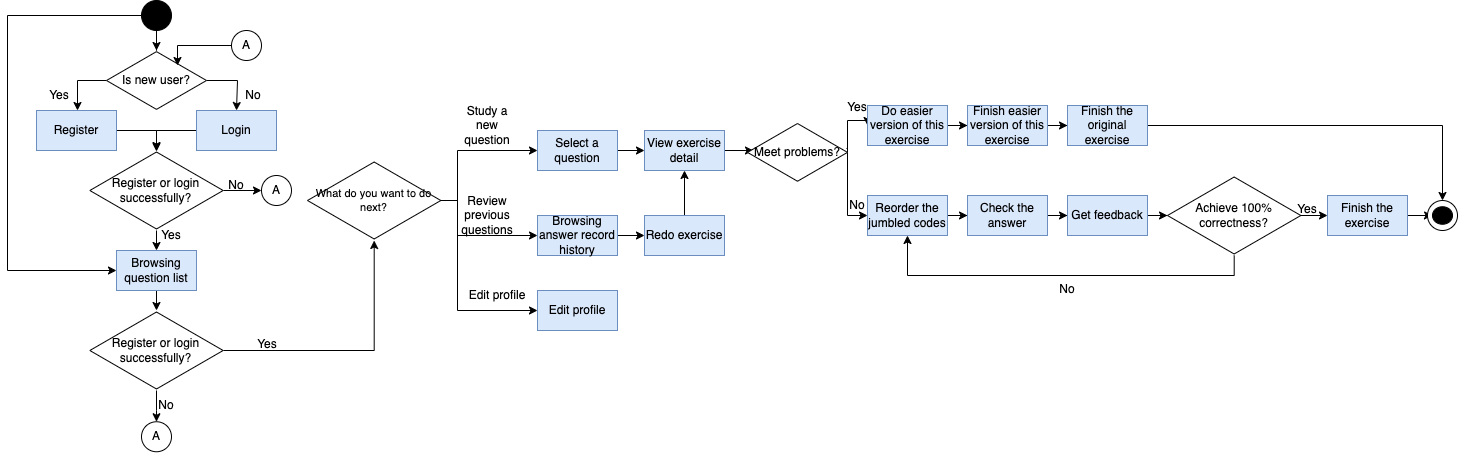 A
Is new user?
Yes
No
Register
Login
Register or login
successfully?
No
A
Yes
Browsing
question list
Register or login
successfully?
Yes
No
A
What do you want to do
next?
Study a
new
question
Select a
question
View exercise
detail
Review
previous
questions
Browsing
answer record
history
Redo exercise
Edit profile
Edit profile
Meet problems?
Yes
Do easier
version of this
exercise
Finish easier
version of this
exercise
Finish the
original
exercise
No
Reorder the
jumbled codes
Check the
answer
Get feedback
Achieve 100%
correctness?
Yes
Finish the
exercise
No